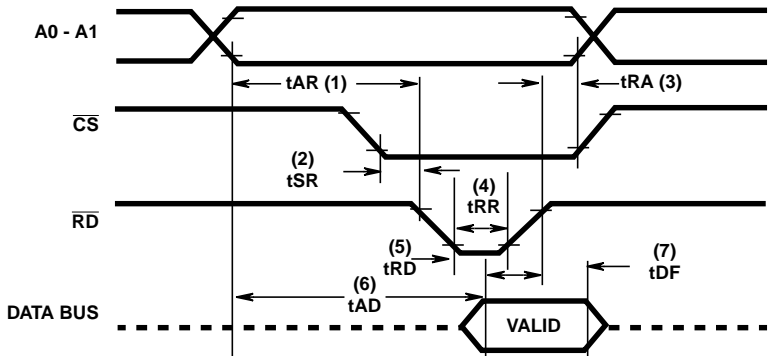 A0 - A1
tAR (1)
tRA (3)
CS
(2)
tSR
(4)
tRR
RD
(5)
tRD
(7)
tDF
(6)
tAD
DATA BUS
VALID